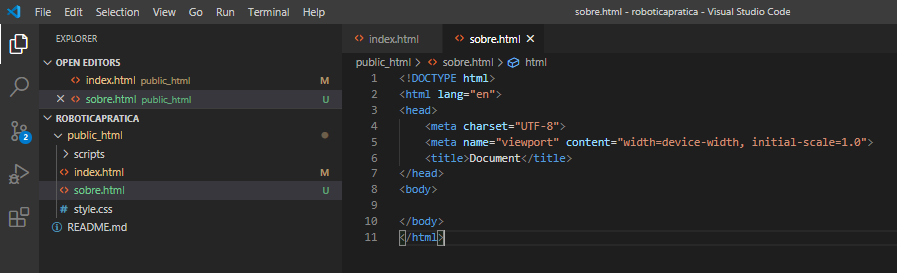 File Edit Selection View Go Run Terminal Help sobre.html - roboticapratica - Visual Studio Code
EXPLORER
OPEN EDITORS
index.html public_html M
sobre.html public_html U
ROBOTICAPRATICA
public_html
scripts
index.html M
sobre.html U
style.css
README.md
2
index.html sobre.html
public_html > sobre.html > html
1 <!DOCTYPE html>
2 <html lang="en">
3 <head>
4 <meta charset="UTF-8">
5 <meta name="viewport" content="width=device-width, initial-scale=1.0">
6 <title>Document</title>
7 </head>
8 <body>
9
10 </body>
11 </html>